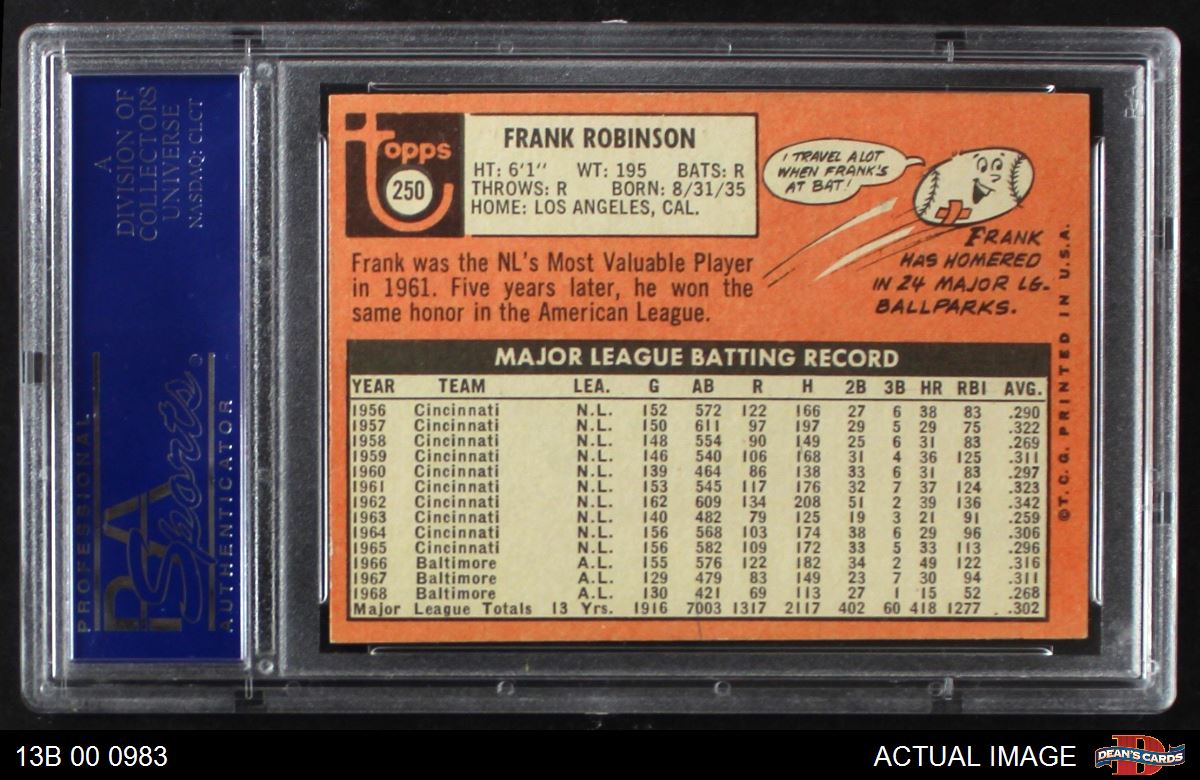 A
DIVISION OF
COLLECTORS
UNIVERSE
NASDAQ: CLCT
PROFESSIONAL
PSA
Sports
AUTHENTICATOR
topps
250
FRANK ROBINSON
HT: 6'1" WT: 195 BATS: R
THROWS: R BORN: 8/31/35
HOME: LOS ANGELES, CAL.
I TRAVEL A LOT
WHEN FRANK'S
AT BAT!
FRANK
HAS HOMERED
IN 24 MAJOR LG.
BALLPARKS.
Frank was the NL's Most Valuable Player
in 1961. Five years later, he won the
same honor in the American League.
MAJOR LEAGUE BATTING RECORD
YEAR TEAM LEA. G AB R H 2B 3B HR RBI AVG.
1956 Cincinnati N.L. 152 572 122 166 27 6 38 83 .290
1957 Cincinnati N.L. 150 611 97 197 29 5 29 75 .322
1958 Cincinnati N.L. 148 554 90 149 25 6 31 83 .269
1959 Cincinnati N.L. 146 540 106 168 31 4 36 125 .311
1960 Cincinnati N.L. 139 464 86 138 33 6 31 83 .297
1961 Cincinnati N.L. 153 545 117 176 32 7 37 124 .323
1962 Cincinnati N.L. 162 609 134 208 51 2 39 136 .342
1963 Cincinnati N.L. 140 482 79 125 19 3 21 91 .259
1964 Cincinnati N.L. 156 568 103 174 38 6 29 96 .306
1965 Cincinnati N.L. 156 582 109 172 33 5 33 113 .296
1966 Baltimore A.L. 155 576 122 182 34 2 49 122 .316
1967 Baltimore A.L. 129 479 83 149 23 7 30 94 .311
1968 Baltimore A.L. 130 421 69 113 27 1 15 52 .268
Major League Totals 13 Yrs. 1916 7003 1317 2117 402 60 418 1277 .302
©T.C.G. PRINTED IN U.S.A.
13B 00 0983
ACTUAL IMAGE
DEAN'S CARDS